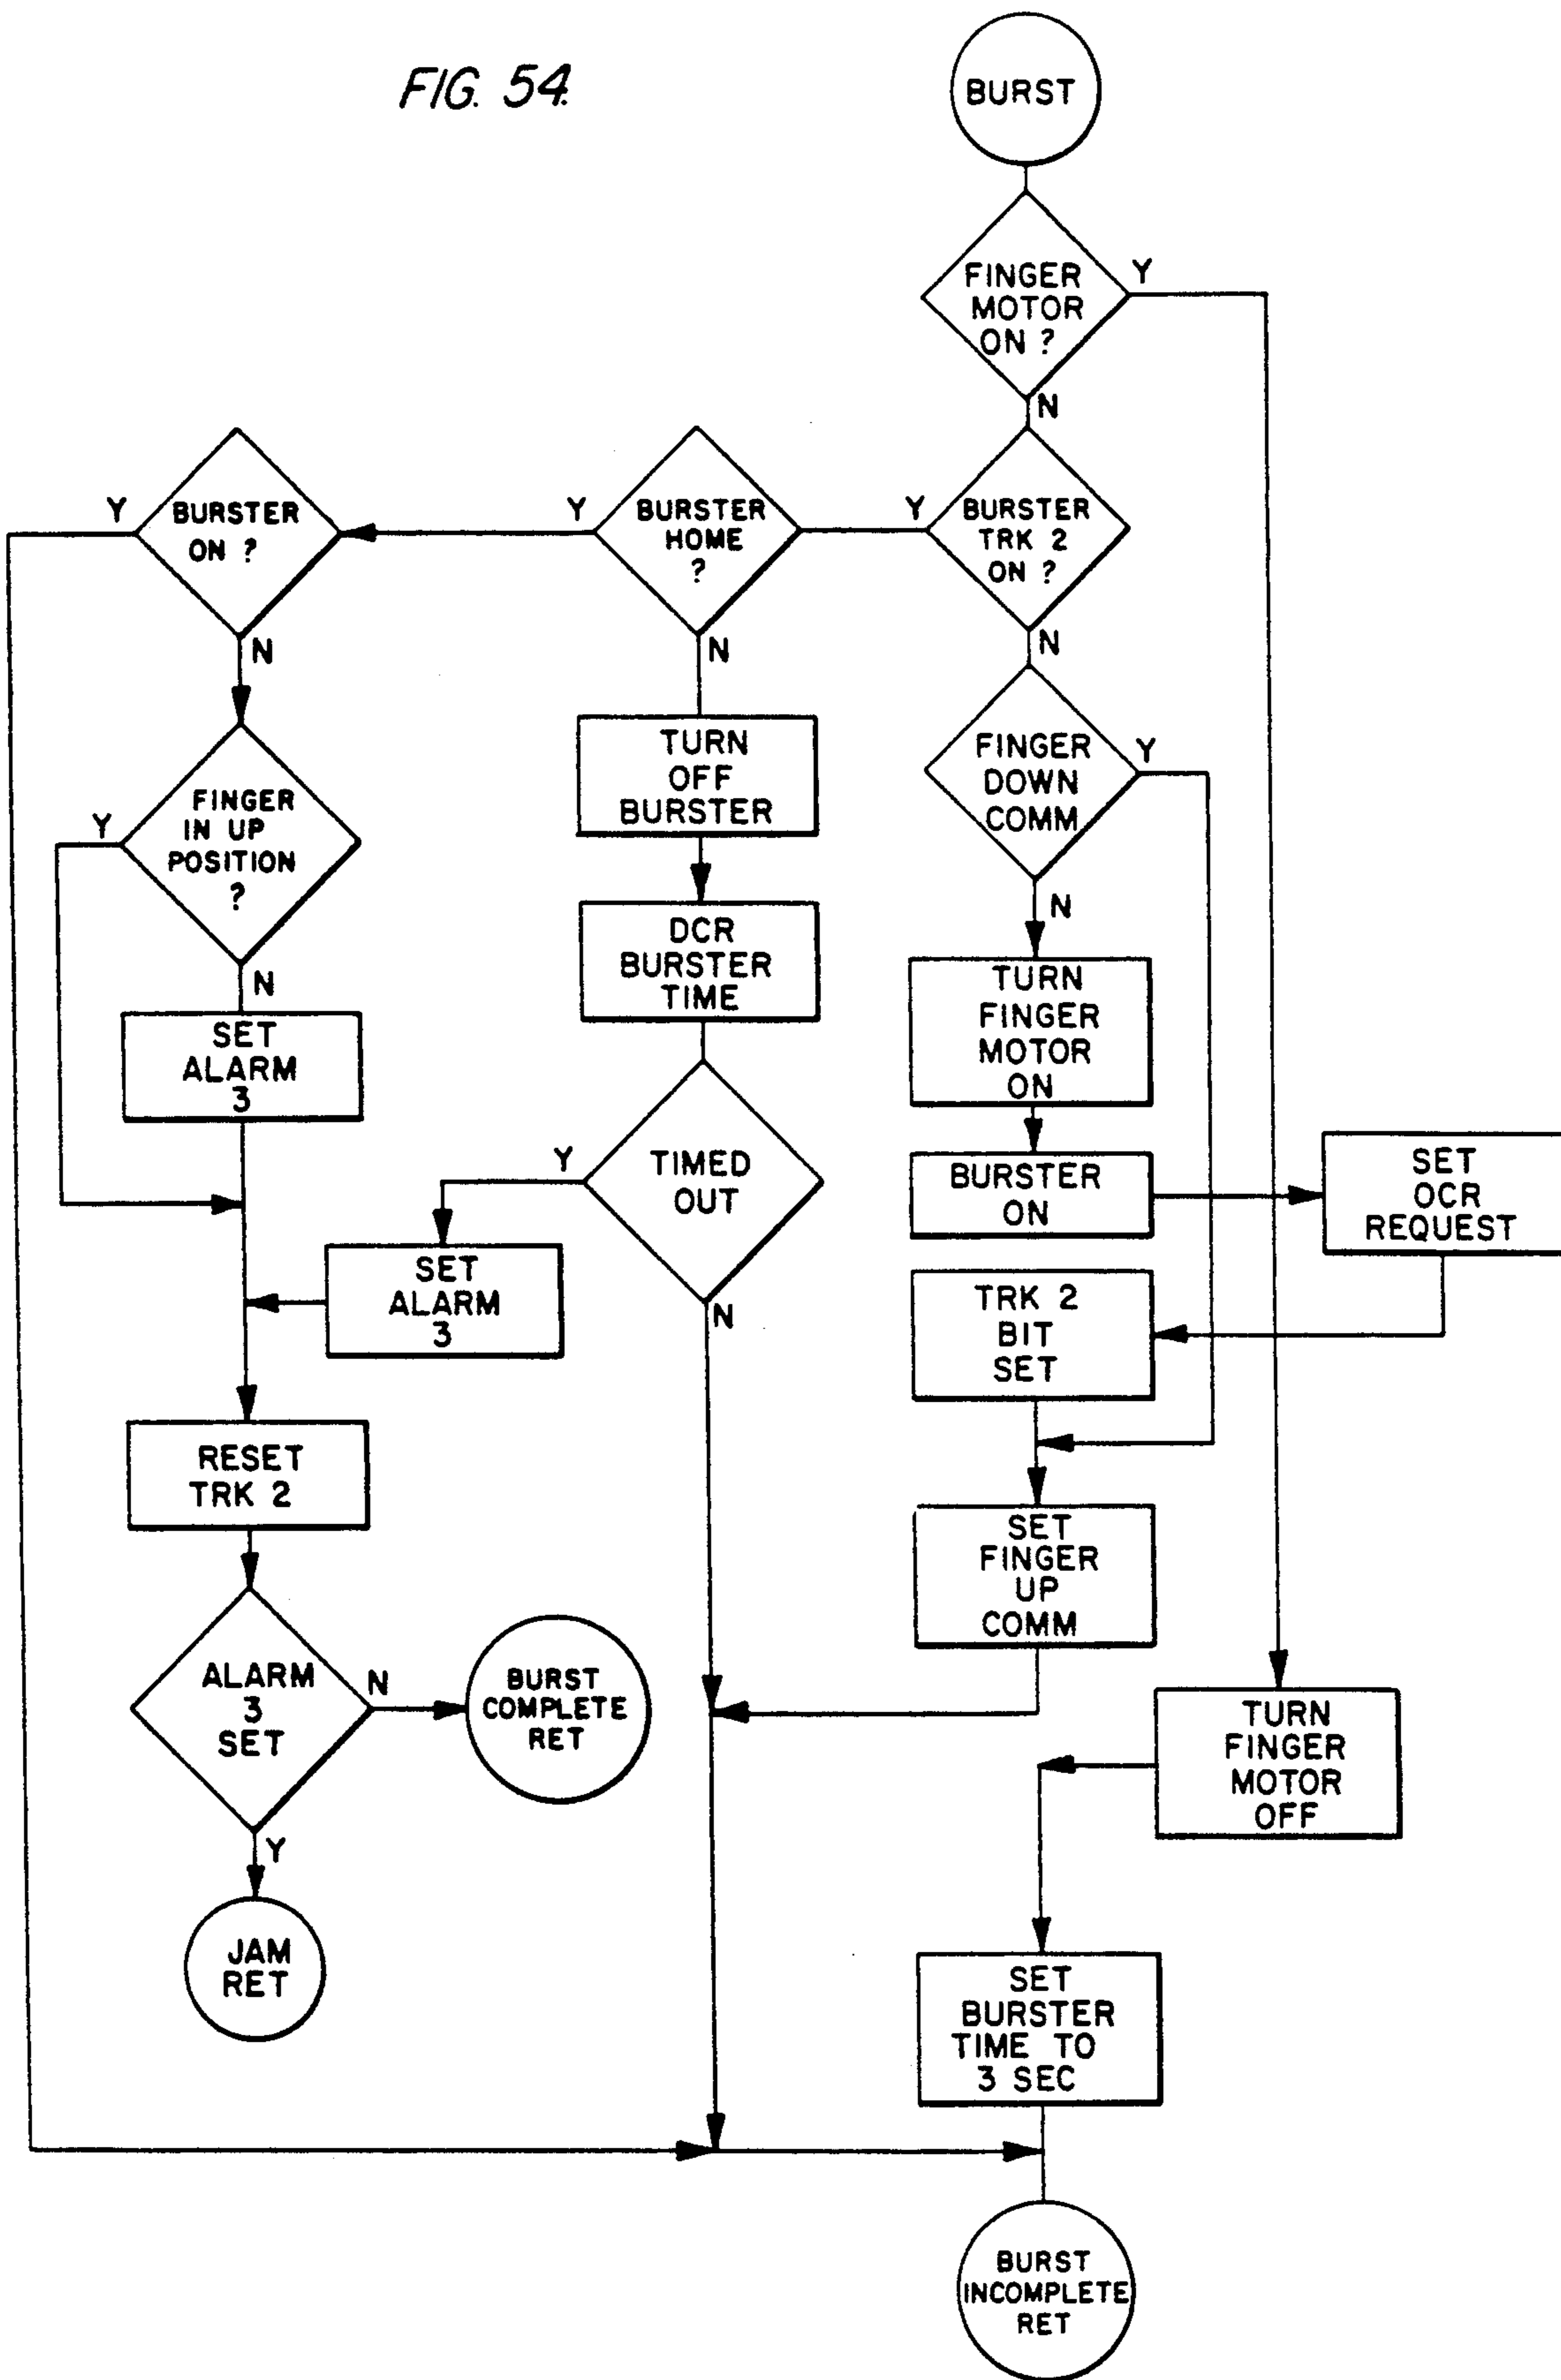 FIG. 54.
BURST
FINGER
MOTOR
ON ?
Y
N
BURSTER
TRK 2
ON ?
Y
N
BURSTER
HOME
?
Y
N
BURSTER
ON ?
Y
N
FINGER
IN UP
POSITION
?
Y
N
SET
ALARM
3
TURN
OFF
BURSTER
DCR
BURSTER
TIME
TIMED
OUT
Y
N
SET
ALARM
3
FINGER
DOWN
COMM
Y
N
TURN
FINGER
MOTOR
ON
BURSTER
ON
SET
OCR
REQUEST
TRK 2
BIT
SET
SET
FINGER
UP
COMM
RESET
TRK 2
ALARM
3
SET
N
Y
BURST
COMPLETE
RET
JAM
RET
TURN
FINGER
MOTOR
OFF
SET
BURSTER
TIME TO
3 SEC
BURST
INCOMPLETE
RET